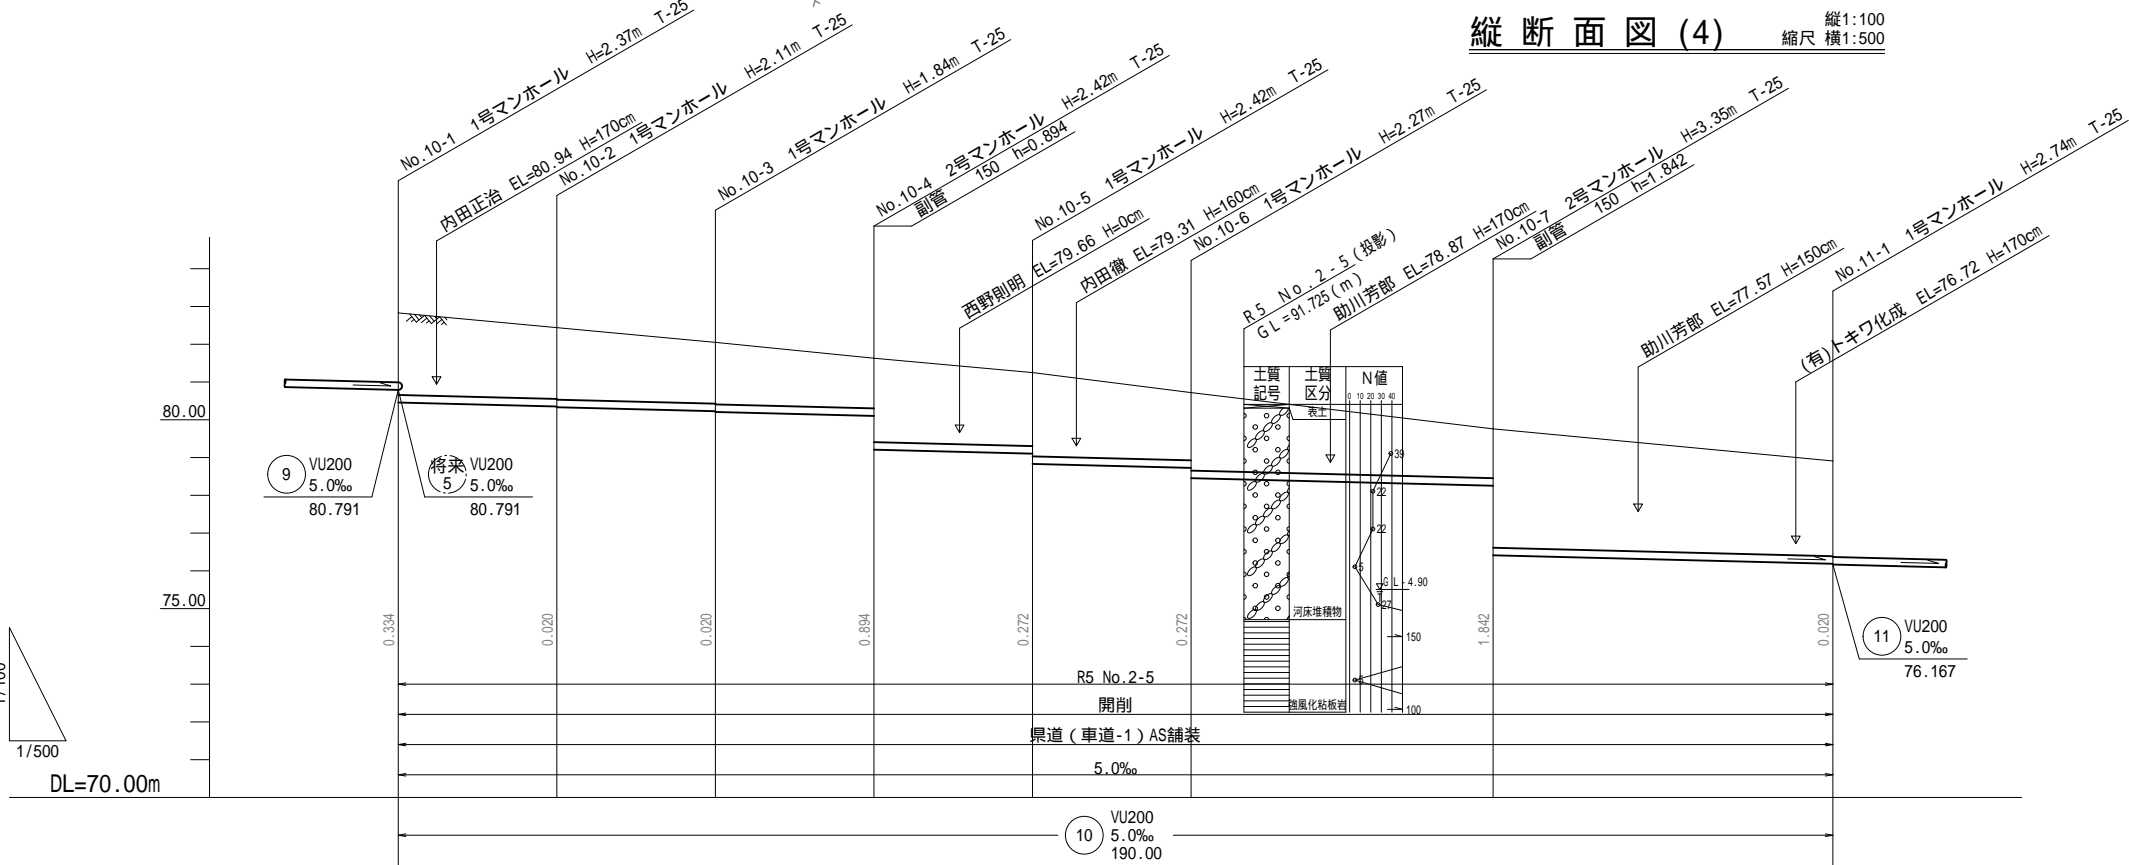 縦断面図 (4)
縮尺 縦1:100
横1:500
No.10-1 1号マンホール H=2.37m T-25
内田正治 EL=80.94 H=170cm
No.10-2 1号マンホール H=2.11m T-25
No.10-3 1号マンホール H=1.84m T-25
No.10-4 2号マンホール H=2.42m T-25
副管 150 h=0.894
西野則明 EL=79.66 H=0cm
No.10-5 1号マンホール H=2.42m T-25
内田徹 EL=79.31 H=160cm
No.10-6 1号マンホール H=2.27m T-25
R5 No.2-5(投影)
GL=91.725(m)
助川芳郎 EL=78.87 H=170cm
No.10-7 2号マンホール H=3.35m T-25
副管 150 h=1.842
助川芳郎 EL=77.57 H=150cm
No.11-1 1号マンホール H=2.74m T-25
(有)トキワ化成 EL=76.72 H=170cm
土質記号
土質区分
N値
0 10 20 30 40
表土
39
22
22
5
GL-4.90
27
河床堆積物
150
5
強風化粘板岩
100
80.00
75.00
9
VU200
5.0‰
80.791
将来
5
VU200
5.0‰
80.791
11
VU200
5.0‰
76.167
0.334
0.020
0.020
0.894
0.272
0.272
1.842
0.020
R5 No.2-5
開削
県道(車道-1)AS舗装
5.0‰
1/100
1/500
DL=70.00m
10
VU200
5.0‰
190.00